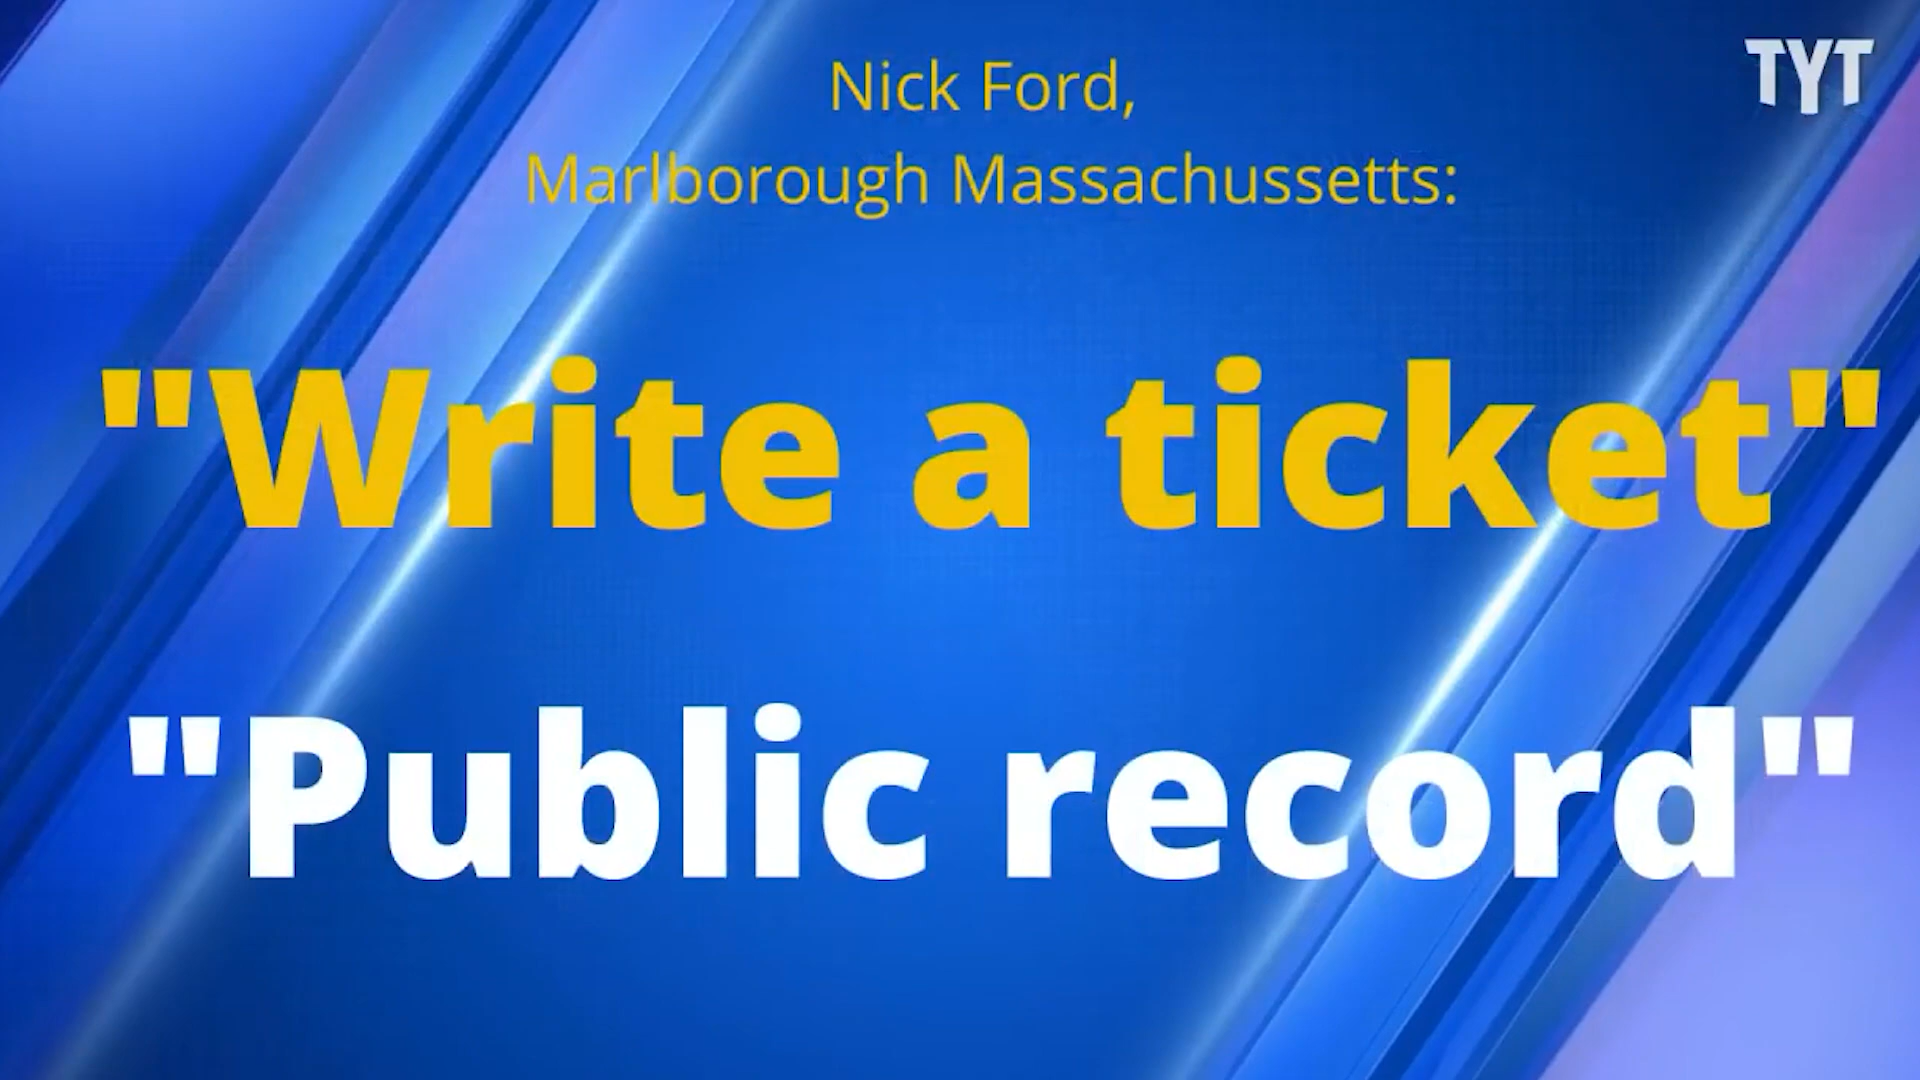 TYT
Nick Ford,
Marlborough Massachussetts:
"Write a ticket"
"Public record"